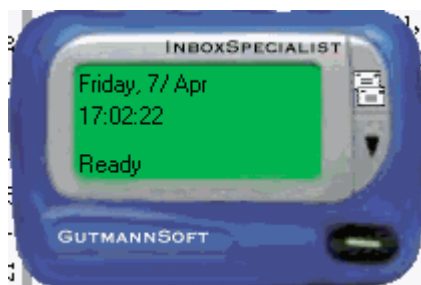 INBOXSPECIALIST
Friday, 7/ Apr
17:02:22
Ready
GUTMANNSOFT